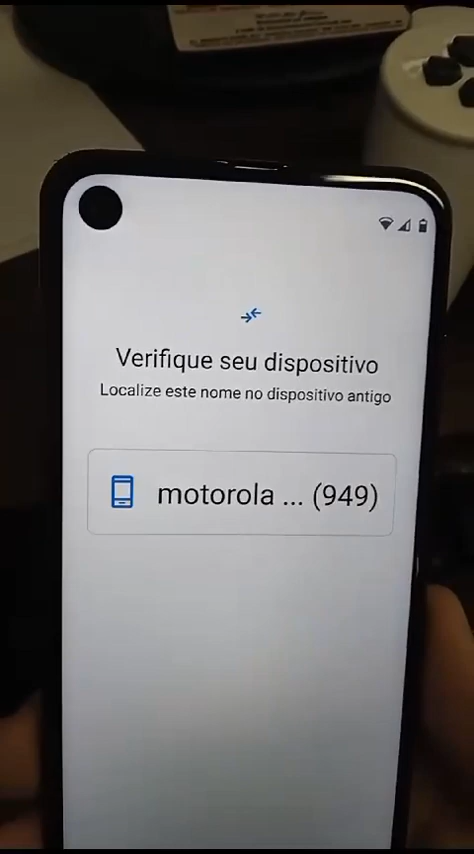 Verifique seu dispositivo
Localize este nome no dispositivo antigo
motorola ... (949)